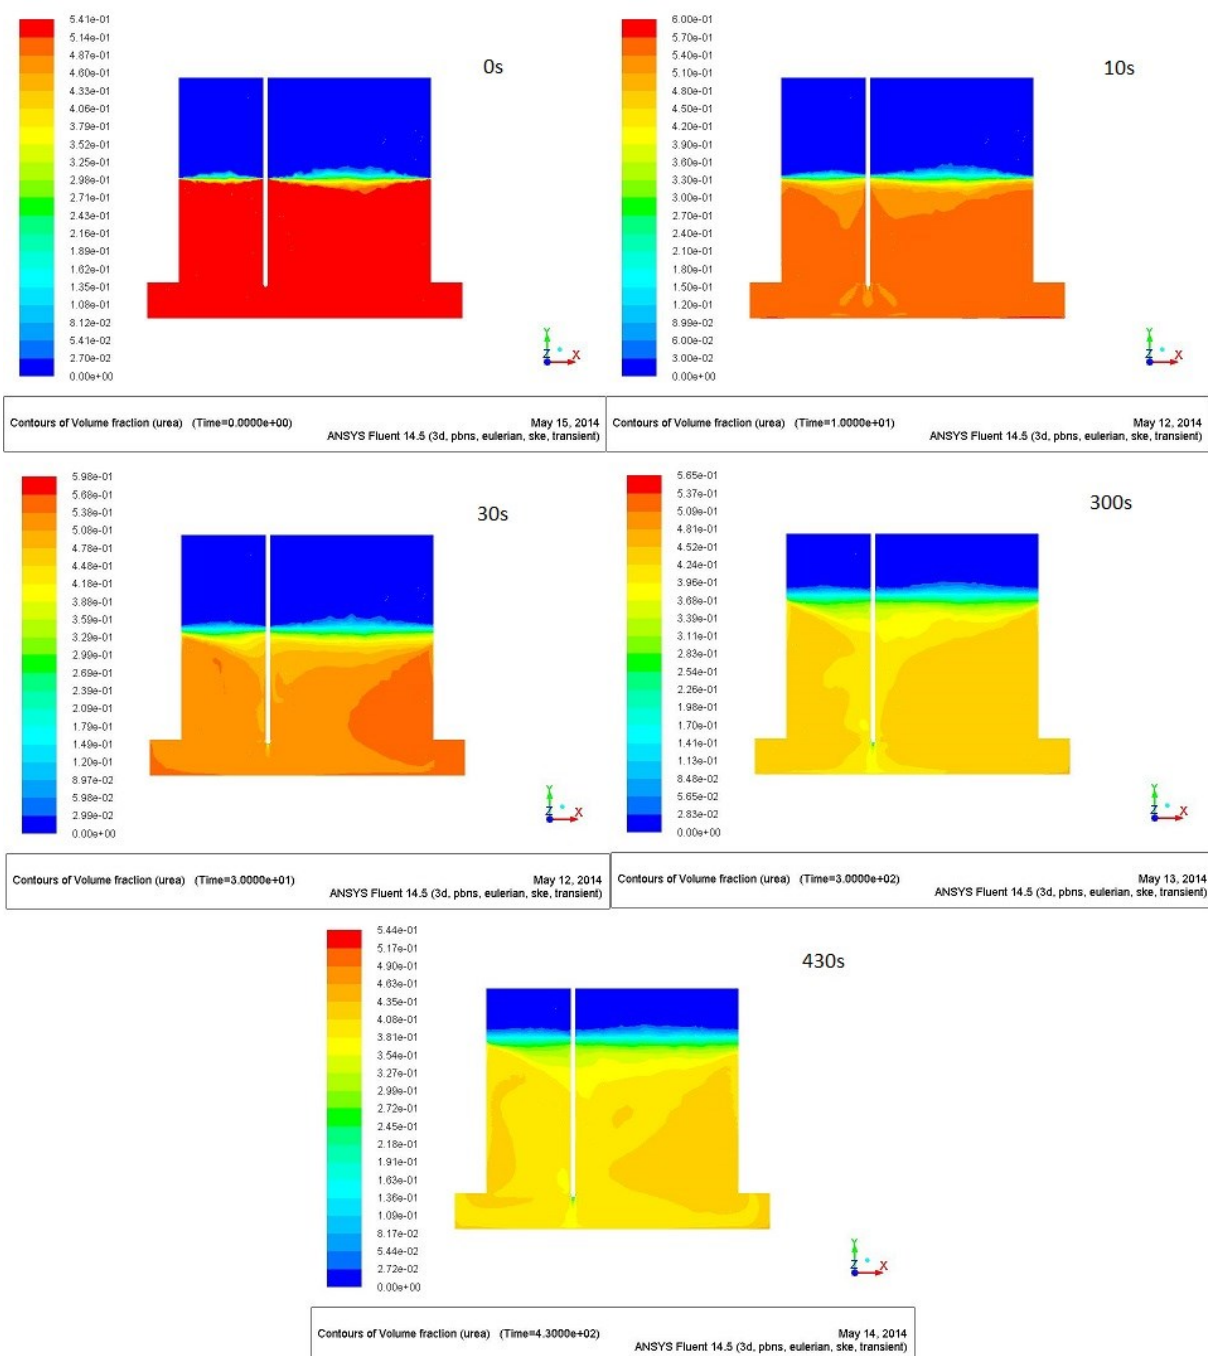 5.41e-01
5.14e-01
4.87e-01
4.60e-01
4.33e-01
4.06e-01
3.79e-01
3.52e-01
3.25e-01
2.98e-01
2.71e-01
2.43e-01
2.16e-01
1.89e-01
1.62e-01
1.35e-01
1.08e-01
8.12e-02
5.41e-02
2.70e-02
0.00e+00
0s
Y
Z X
Contours of Volume fraction (urea) (Time=0.0000e+00) May 15, 2014
ANSYS Fluent 14.5 (3d, pbns, eulerian, ske, transient)
6.00e-01
5.70e-01
5.40e-01
5.10e-01
4.80e-01
4.50e-01
4.20e-01
3.90e-01
3.60e-01
3.30e-01
3.00e-01
2.70e-01
2.40e-01
2.10e-01
1.80e-01
1.50e-01
1.20e-01
8.99e-02
6.00e-02
3.00e-02
0.00e+00
10s
Y
Z X
Contours of Volume fraction (urea) (Time=1.0000e+01) May 12, 2014
ANSYS Fluent 14.5 (3d, pbns, eulerian, ske, transient)
5.98e-01
5.68e-01
5.38e-01
5.08e-01
4.78e-01
4.48e-01
4.18e-01
3.88e-01
3.59e-01
3.29e-01
2.99e-01
2.69e-01
2.39e-01
2.09e-01
1.79e-01
1.49e-01
1.20e-01
8.97e-02
5.98e-02
2.99e-02
0.00e+00
30s
Y
Z X
Contours of Volume fraction (urea) (Time=3.0000e+01) May 12, 2014
ANSYS Fluent 14.5 (3d, pbns, eulerian, ske, transient)
5.65e-01
5.37e-01
5.09e-01
4.81e-01
4.52e-01
4.24e-01
3.96e-01
3.68e-01
3.39e-01
3.11e-01
2.83e-01
2.54e-01
2.26e-01
1.98e-01
1.70e-01
1.41e-01
1.13e-01
8.48e-02
5.65e-02
2.83e-02
0.00e+00
300s
Y
Z X
Contours of Volume fraction (urea) (Time=3.0000e+02) May 13, 2014
ANSYS Fluent 14.5 (3d, pbns, eulerian, ske, transient)
5.44e-01
5.17e-01
4.90e-01
4.63e-01
4.35e-01
4.08e-01
3.81e-01
3.54e-01
3.27e-01
2.99e-01
2.72e-01
2.45e-01
2.18e-01
1.91e-01
1.63e-01
1.36e-01
1.09e-01
8.17e-02
5.44e-02
2.72e-02
0.00e+00
430s
Y
Z X
Contours of Volume fraction (urea) (Time=4.3000e+02) May 14, 2014
ANSYS Fluent 14.5 (3d, pbns, eulerian, ske, transient)